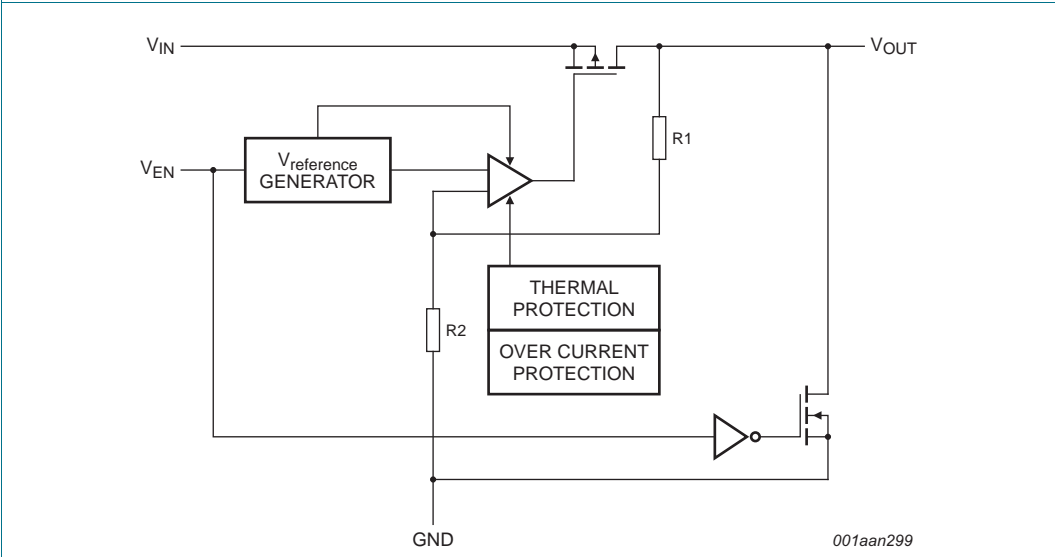 VIN
VOUT
R1
VEN
Vreference
GENERATOR
THERMAL
PROTECTION
R2
OVER CURRENT
PROTECTION
GND
001aan299